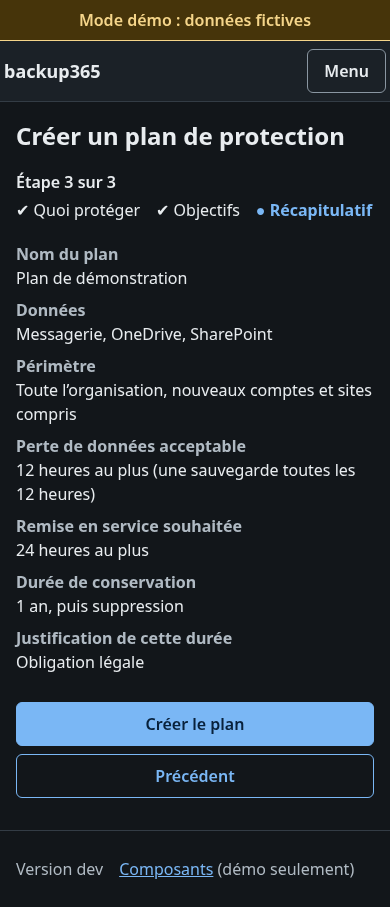 Mode démo : données fictives
backup365
Menu
Créer un plan de protection
Étape 3 sur 3
✔ Quoi protéger ✔ Objectifs ● Récapitulatif
Nom du plan
Plan de démonstration
Données
Messagerie, OneDrive, SharePoint
Périmètre
Toute l’organisation, nouveaux comptes et sites
compris
Perte de données acceptable
12 heures au plus (une sauvegarde toutes les
12 heures)
Remise en service souhaitée
24 heures au plus
Durée de conservation
1 an, puis suppression
Justification de cette durée
Obligation légale
Créer le plan
Précédent
Version dev Composants (démo seulement)